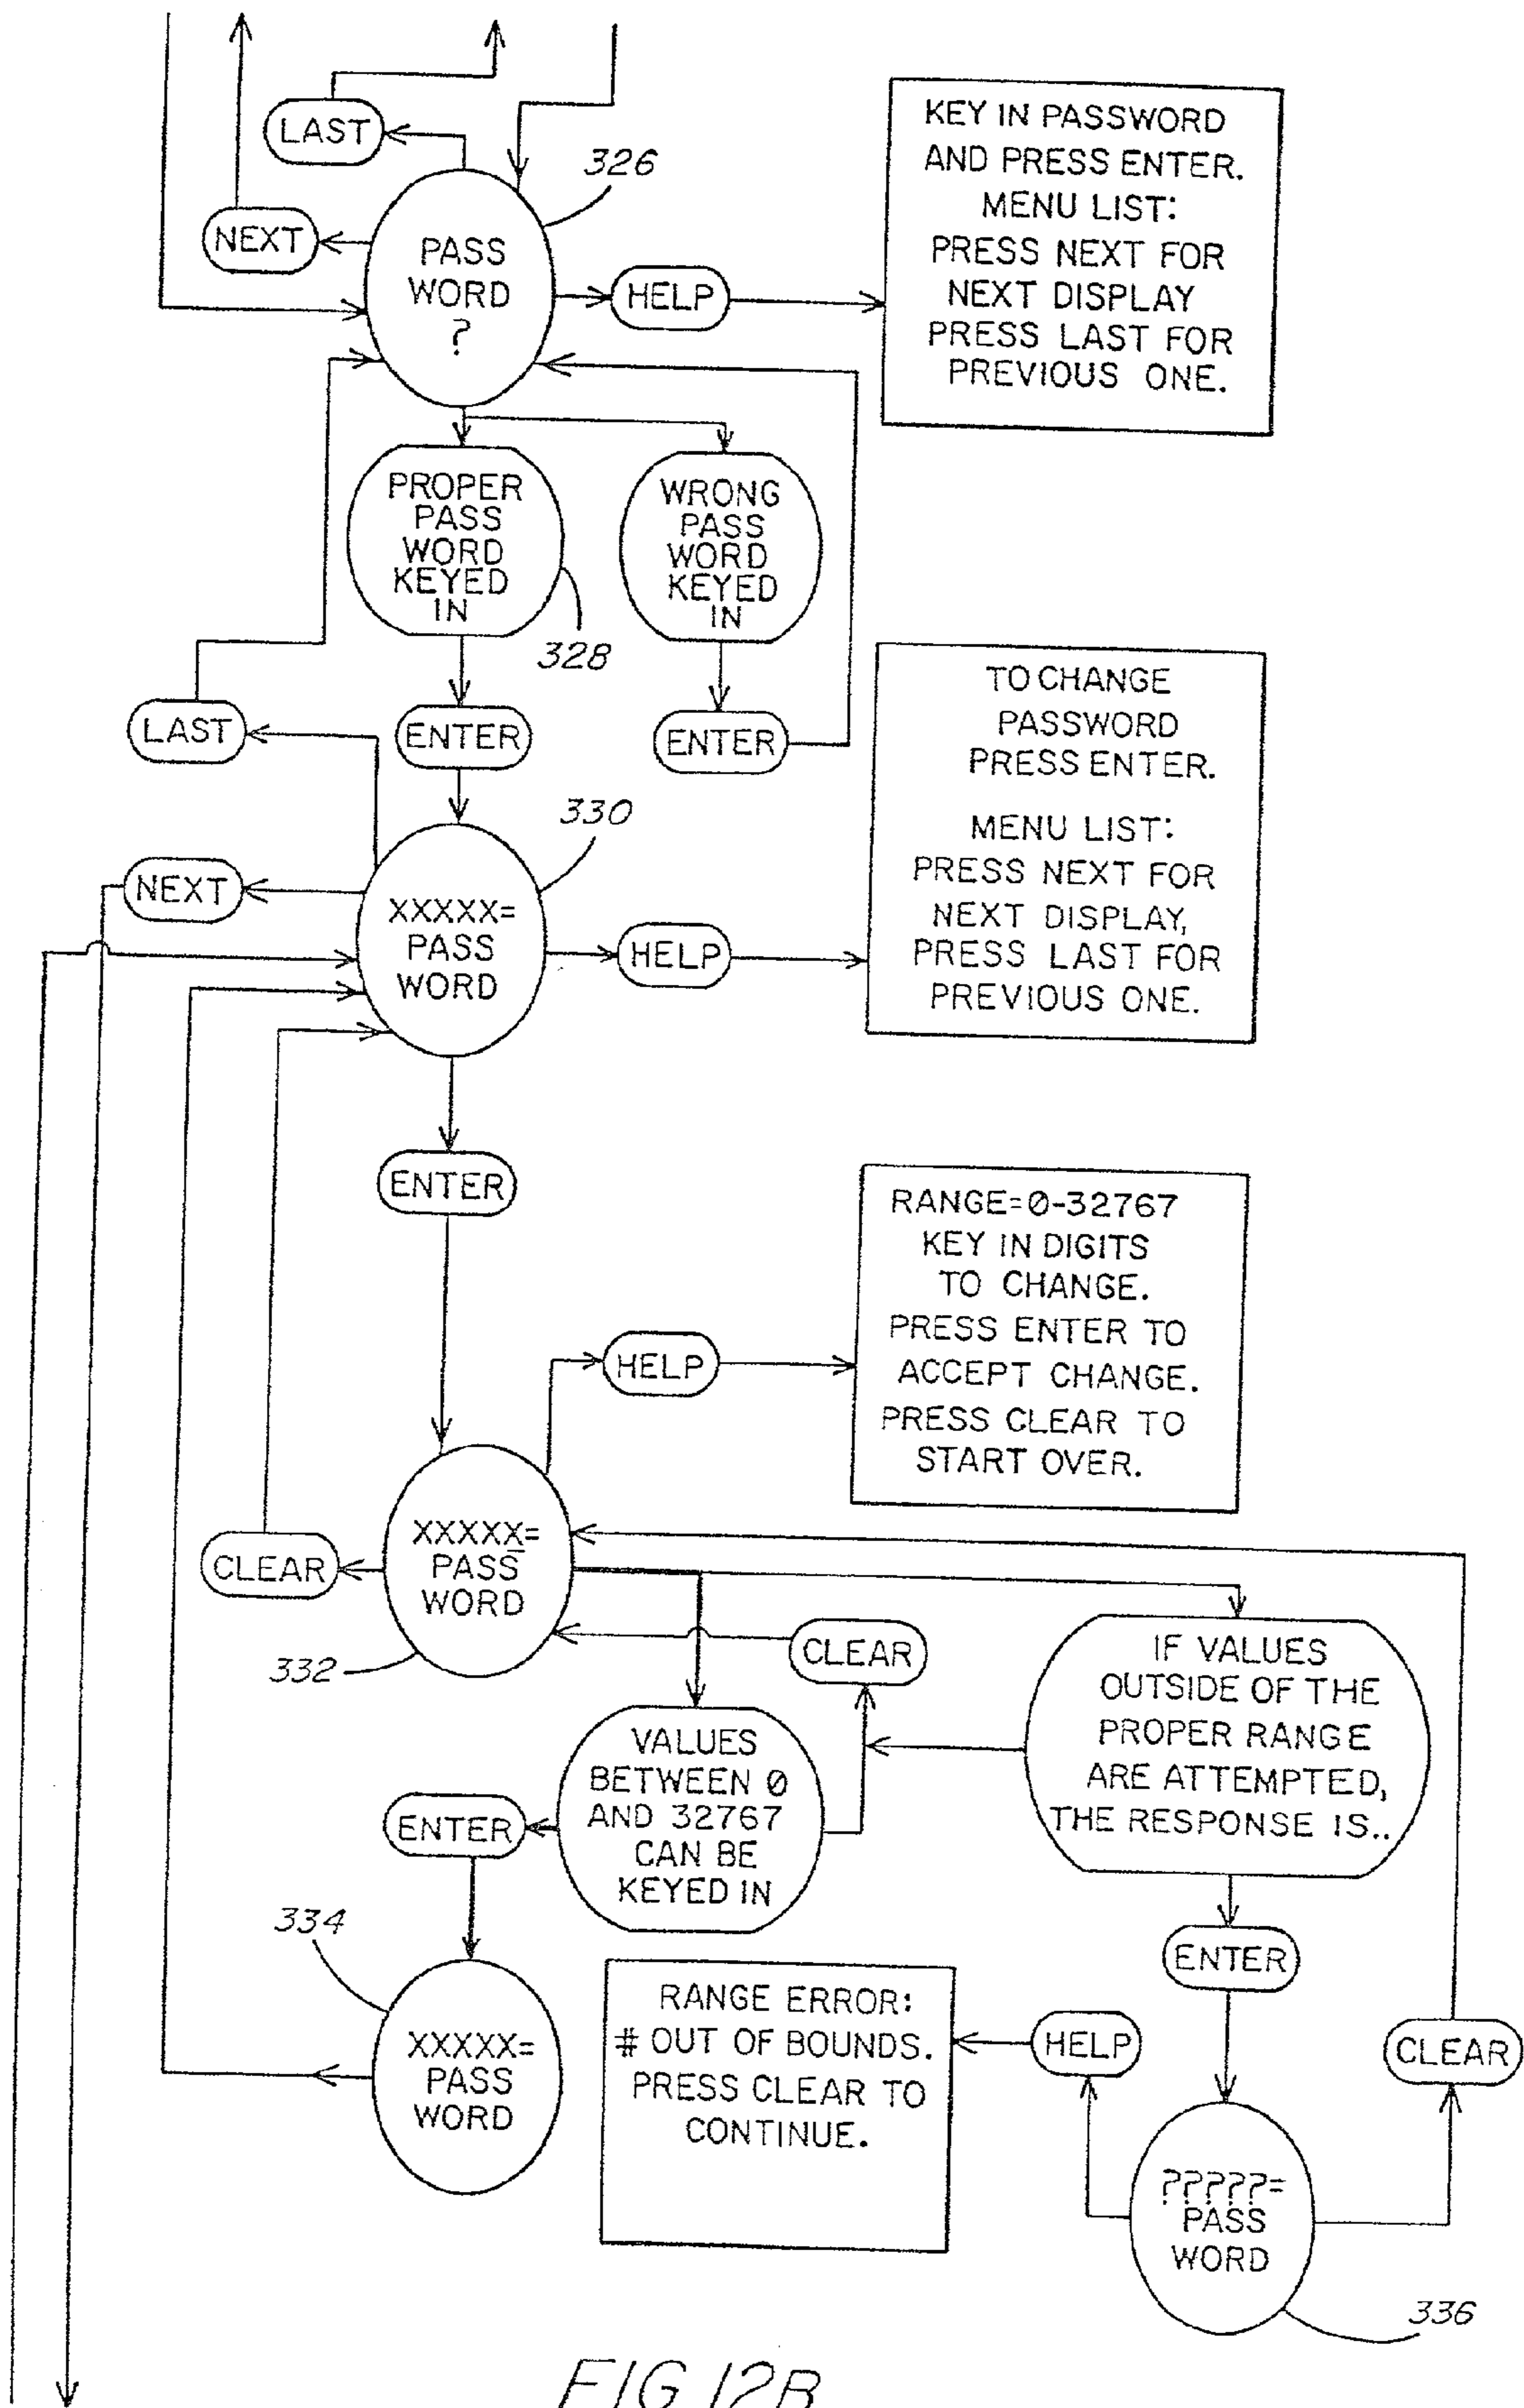 LAST
KEY IN PASSWORD
AND PRESS ENTER.
MENU LIST:
PRESS NEXT FOR
NEXT DISPLAY
PRESS LAST FOR
PREVIOUS ONE.
326
NEXT
PASS
WORD
?
HELP
PROPER
PASS
WORD
KEYED
IN
328
WRONG
PASS
WORD
KEYED
IN
LAST
ENTER
ENTER
TO CHANGE
PASSWORD
PRESS ENTER.
MENU LIST:
PRESS NEXT FOR
NEXT DISPLAY,
PRESS LAST FOR
PREVIOUS ONE.
330
NEXT
XXXXX=
PASS
WORD
HELP
ENTER
RANGE=0-32767
KEY IN DIGITS
TO CHANGE.
PRESS ENTER TO
ACCEPT CHANGE.
PRESS CLEAR TO
START OVER.
HELP
CLEAR
XXXXX=
PASS
WORD
332
CLEAR
IF VALUES
OUTSIDE OF THE
PROPER RANGE
ARE ATTEMPTED,
THE RESPONSE IS..
VALUES
BETWEEN 0
AND 32767
CAN BE
KEYED IN
ENTER
334
XXXXX=
PASS
WORD
ENTER
RANGE ERROR:
# OUT OF BOUNDS.
PRESS CLEAR TO
CONTINUE.
HELP
CLEAR
?????=
PASS
WORD
336
FIG 12B